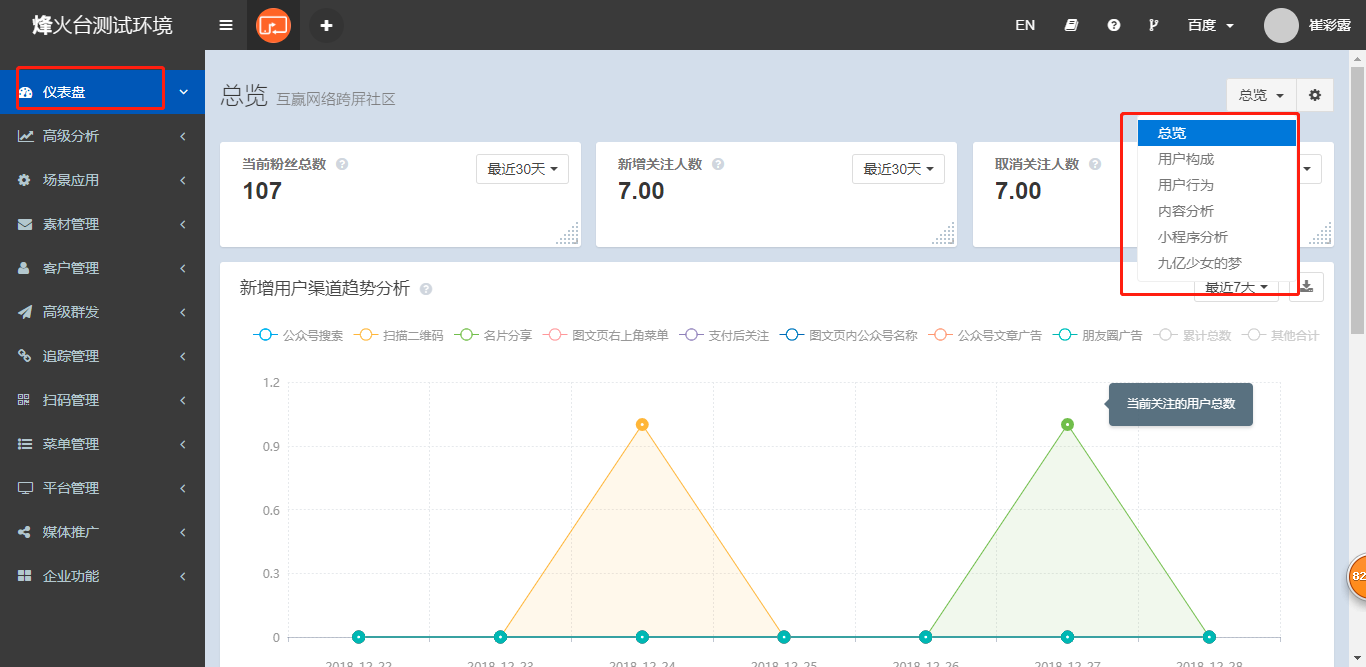 烽火台测试环境
EN
百度
崔彩露
仪表盘
高级分析
场景应用
素材管理
客户管理
高级群发
追踪管理
扫码管理
菜单管理
平台管理
媒体推广
企业功能
总览 互赢网络跨屏社区
总览
总览
用户构成
用户行为
内容分析
小程序分析
九亿少女的梦
当前粉丝总数
最近30天
107
新增关注人数
最近30天
7.00
取消关注人数
7.00
新增用户渠道趋势分析
最近7天
公众号搜索 扫描二维码 名片分享 图文页右上角菜单 支付后关注 图文页内公众号名称 公众号文章广告 朋友圈广告 累计总数 其他合计
1.2
0.9
0.6
0.3
0
当前关注的用户总数
2018-12-22 2018-12-23 2018-12-24 2018-12-25 2018-12-26 2018-12-27 2018-12-28
82